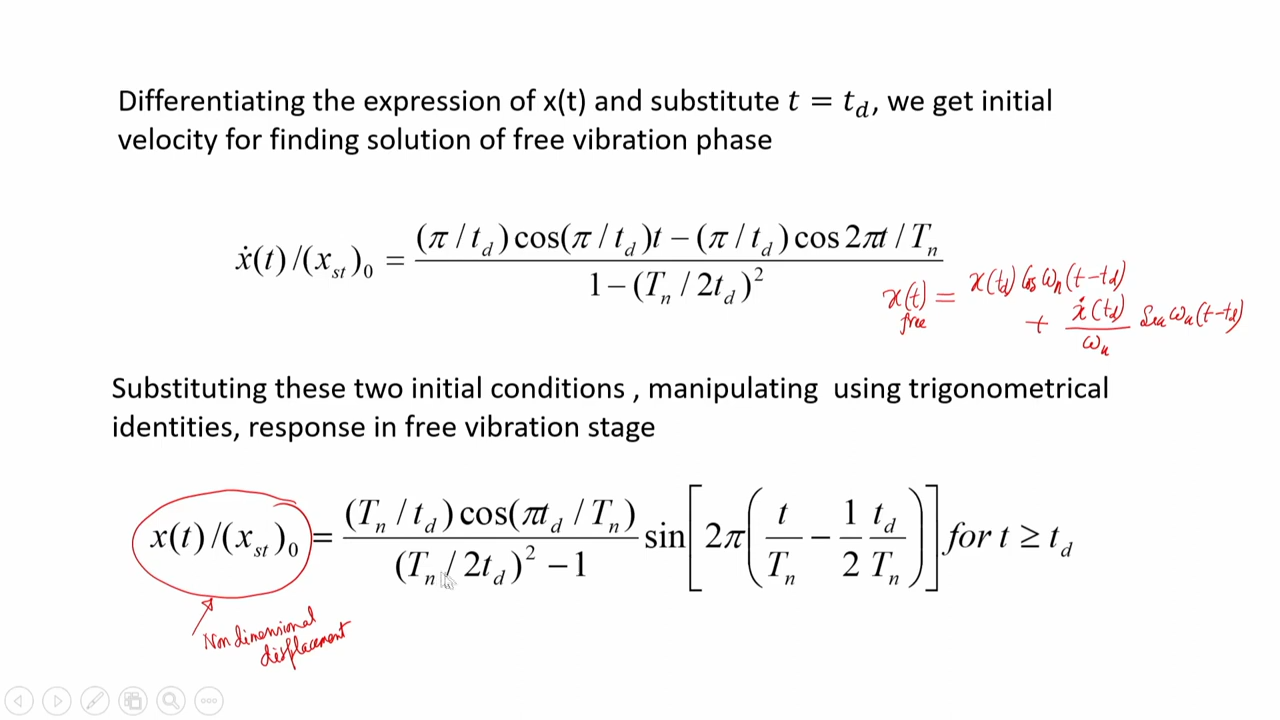 Differentiating the expression of x(t) and substitute t = t_d, we get initial
velocity for finding solution of free vibration phase
ẋ(t)/(x_st)_0 = ((π/t_d)cos(π/t_d)t − (π/t_d)cos2πt/T_n) / (1−(T_n/2t_d)^2)
x(t) = x(t_d) Cos ω_n(t−t_d)
free + ẋ(t_d)/ω_n Sin ω_n(t−t_d)
Substituting these two initial conditions , manipulating using trigonometrical
identities, response in free vibration stage
x(t)/(x_st)_0 = ((T_n/t_d)cos(πt_d/T_n)) / ((T_n/2t_d)^2 −1) sin[2π(t/T_n − 1/2 t_d/T_n)] for t ≥ t_d
Non dimensional
displacement